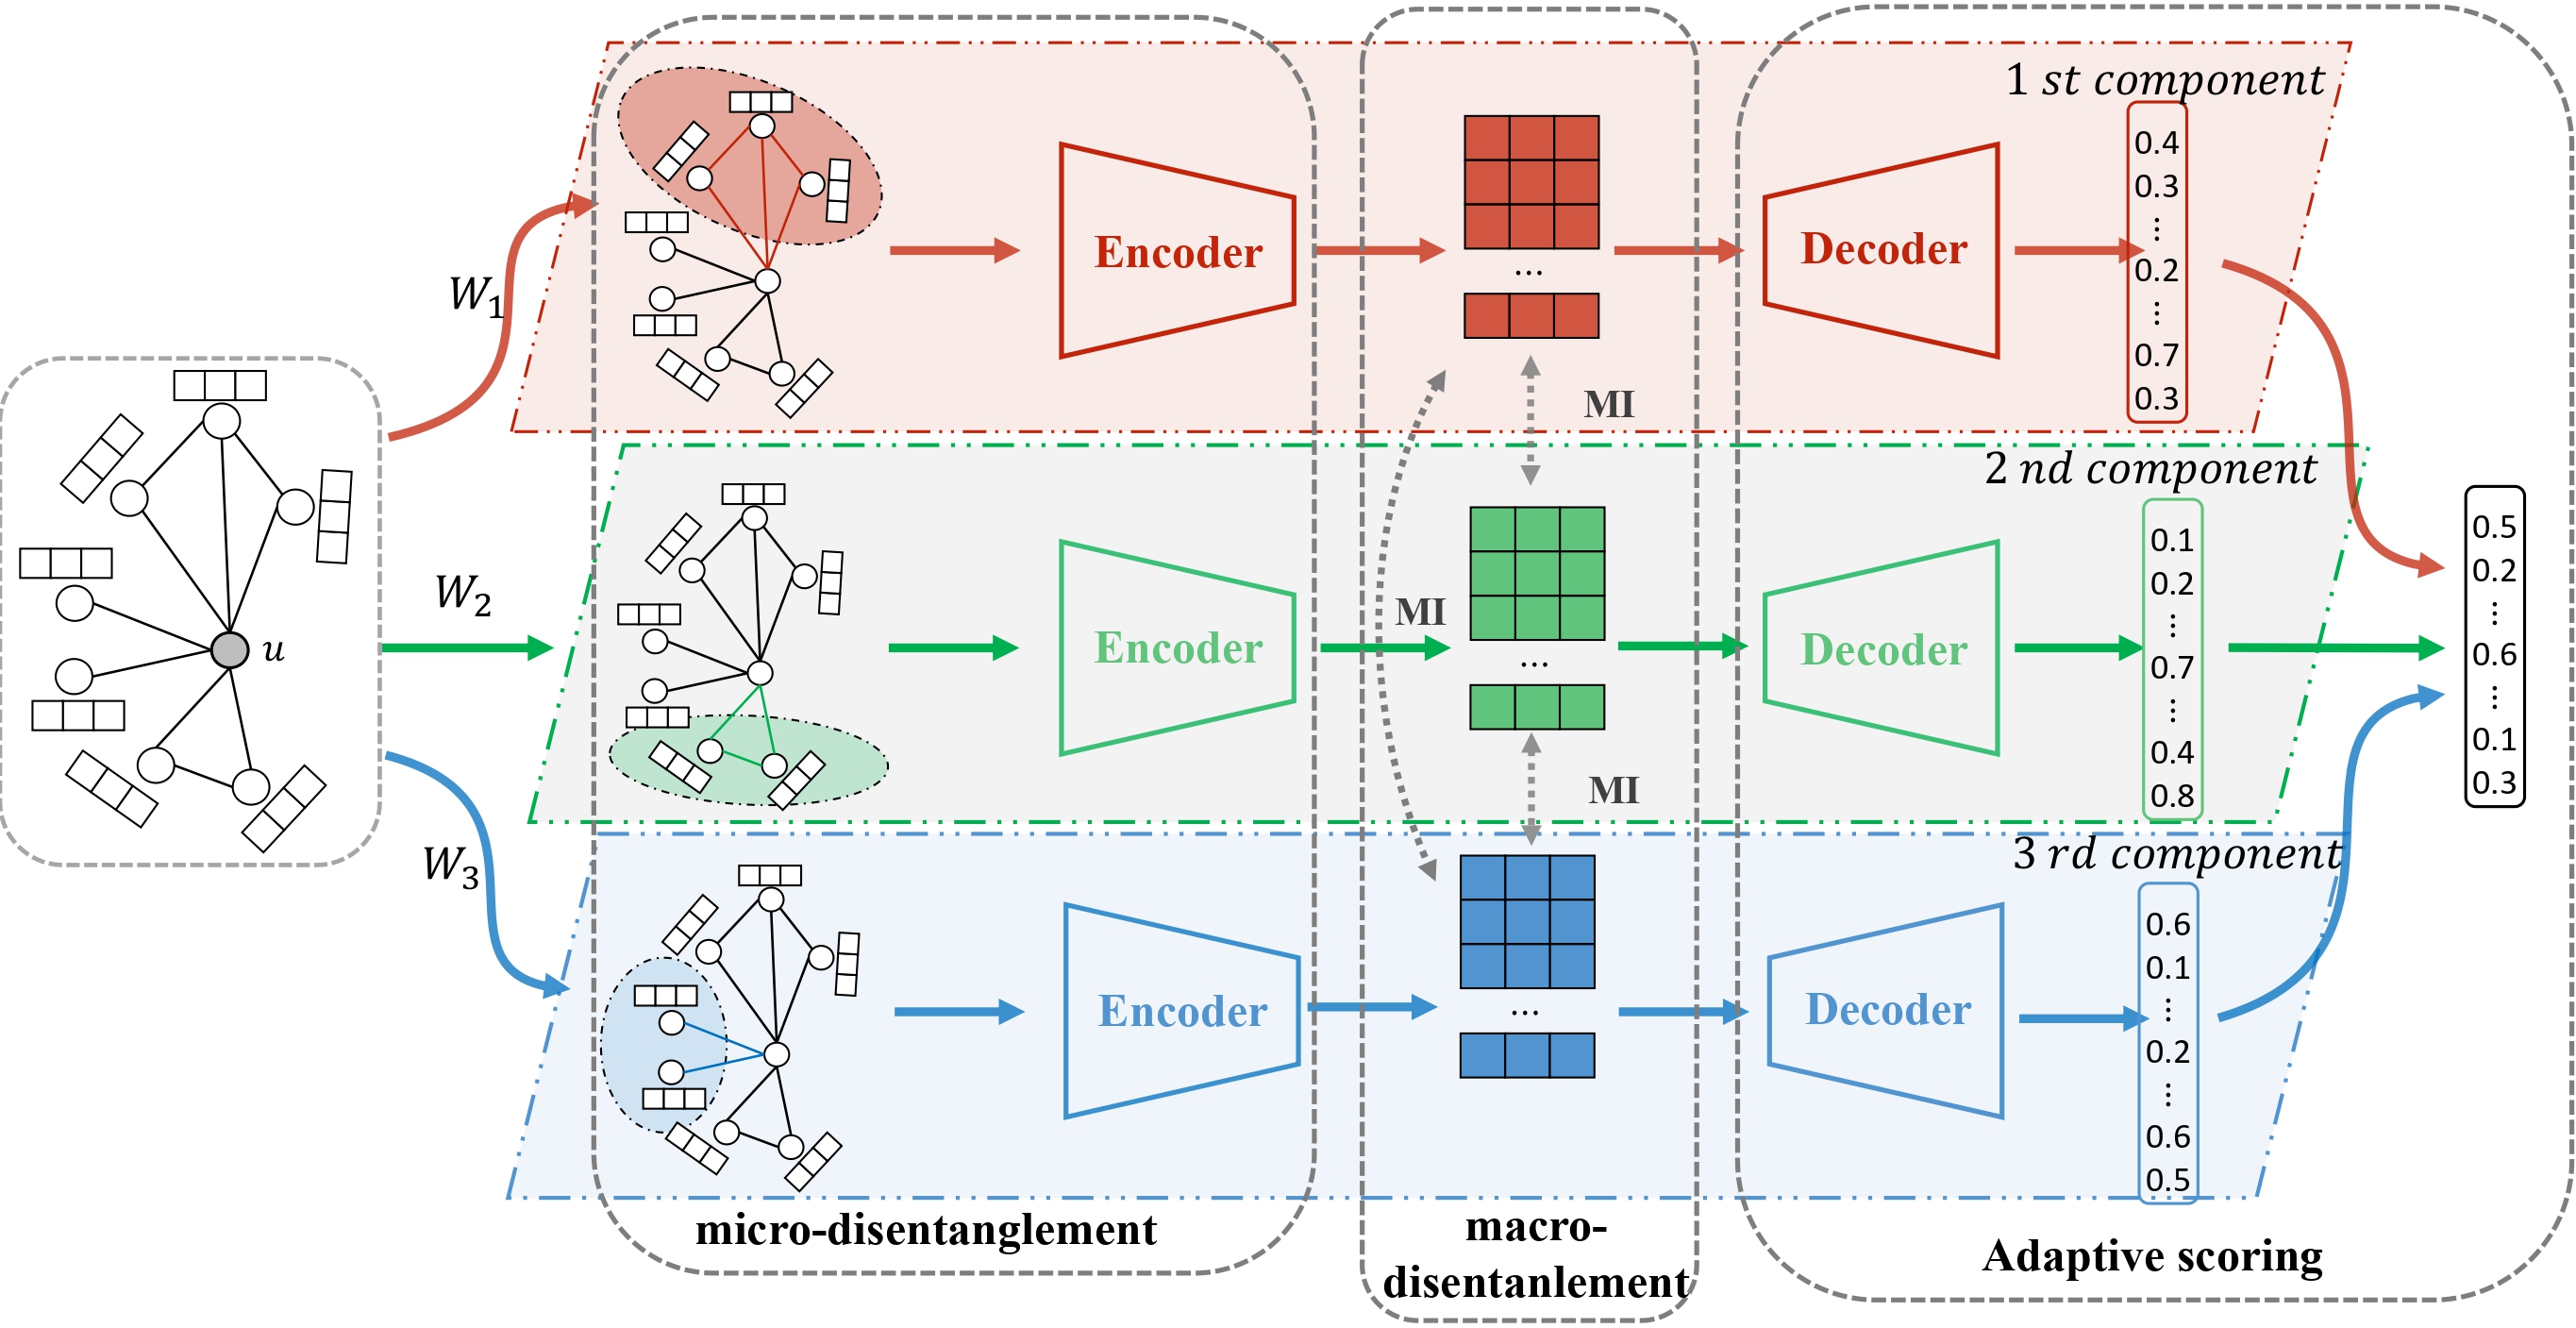 u
W1
W2
W3
Encoder
...
Decoder
1 st component
0.4
0.3
⋮
0.2
⋮
0.7
0.3
MI
Encoder
MI
...
Decoder
2 nd component
0.1
0.2
⋮
0.7
⋮
0.4
0.8
MI
Encoder
...
Decoder
3 rd component
0.6
0.1
⋮
0.2
⋮
0.6
0.5
0.5
0.2
⋮
0.6
⋮
0.1
0.3
micro-disentanglement
macro-
disentanlement
Adaptive scoring